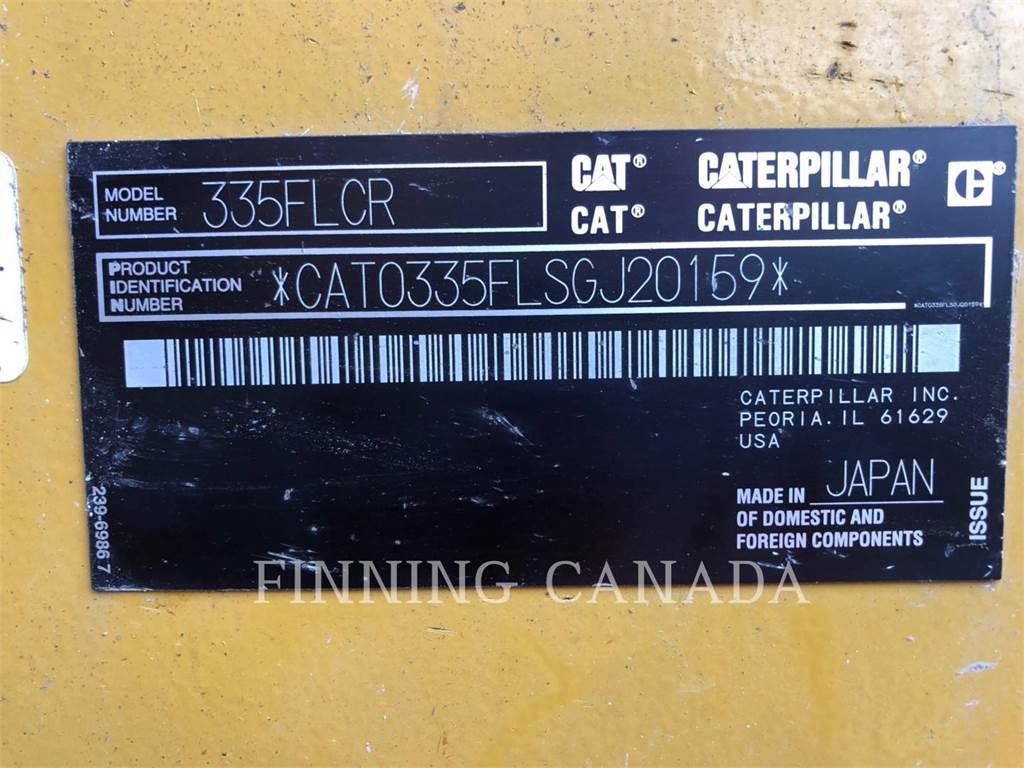 MODEL NUMBER 335FLCR
CAT® CATERPILLAR®
CAT® CATERPILLAR®
PRODUCT
IDENTIFICATION
NUMBER
*CAT0335FLSGJ20159*
*CAT0335FLSGJ20159*
CATERPILLAR INC.
PEORIA. IL 61629
USA
MADE IN JAPAN
OF DOMESTIC AND
FOREIGN COMPONENTS
ISSUE
239-6986 7
FINNING CANADA